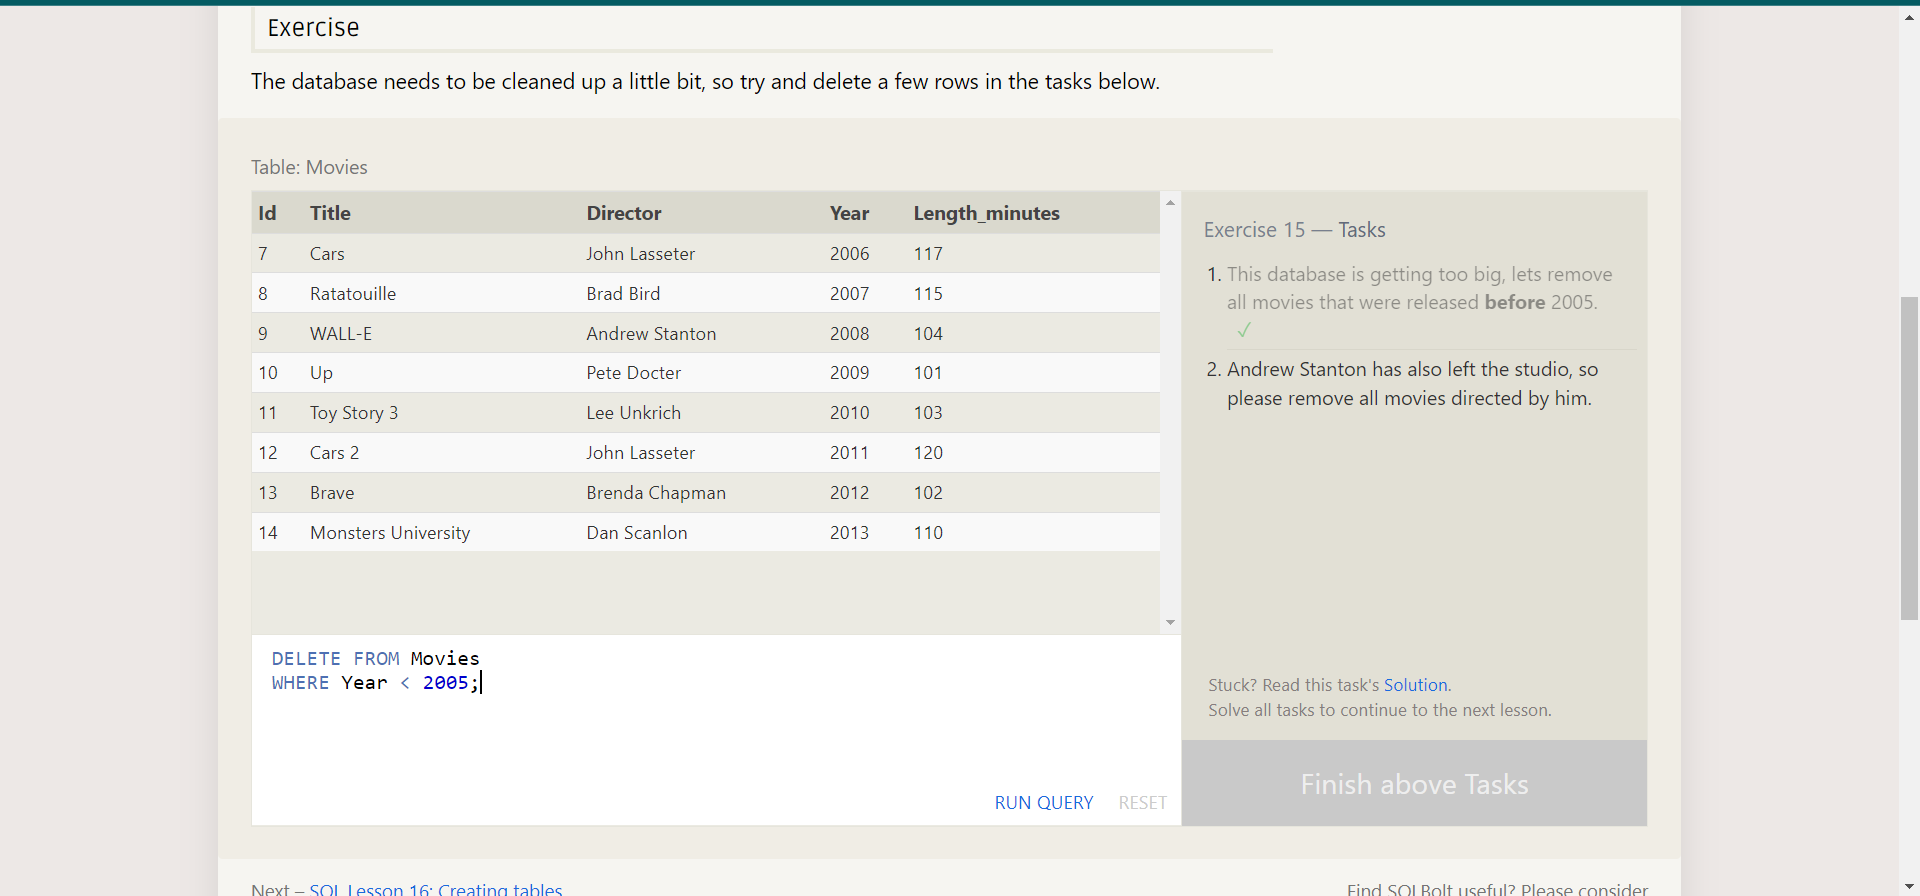 Exercise
The database needs to be cleaned up a little bit, so try and delete a few rows in the tasks below.
Table: Movies
Id Title Director Year Length_minutes
7 Cars John Lasseter 2006 117
8 Ratatouille Brad Bird 2007 115
9 WALL-E Andrew Stanton 2008 104
10 Up Pete Docter 2009 101
11 Toy Story 3 Lee Unkrich 2010 103
12 Cars 2 John Lasseter 2011 120
13 Brave Brenda Chapman 2012 102
14 Monsters University Dan Scanlon 2013 110
DELETE FROM Movies
WHERE Year < 2005;
RUN QUERY RESET
Exercise 15 — Tasks
1. This database is getting too big, lets remove
all movies that were released before 2005.
✓
2. Andrew Stanton has also left the studio, so
please remove all movies directed by him.
Stuck? Read this task's Solution.
Solve all tasks to continue to the next lesson.
Finish above Tasks
Next – SQL Lesson 16: Creating tables
Find SQLBolt useful? Please consider